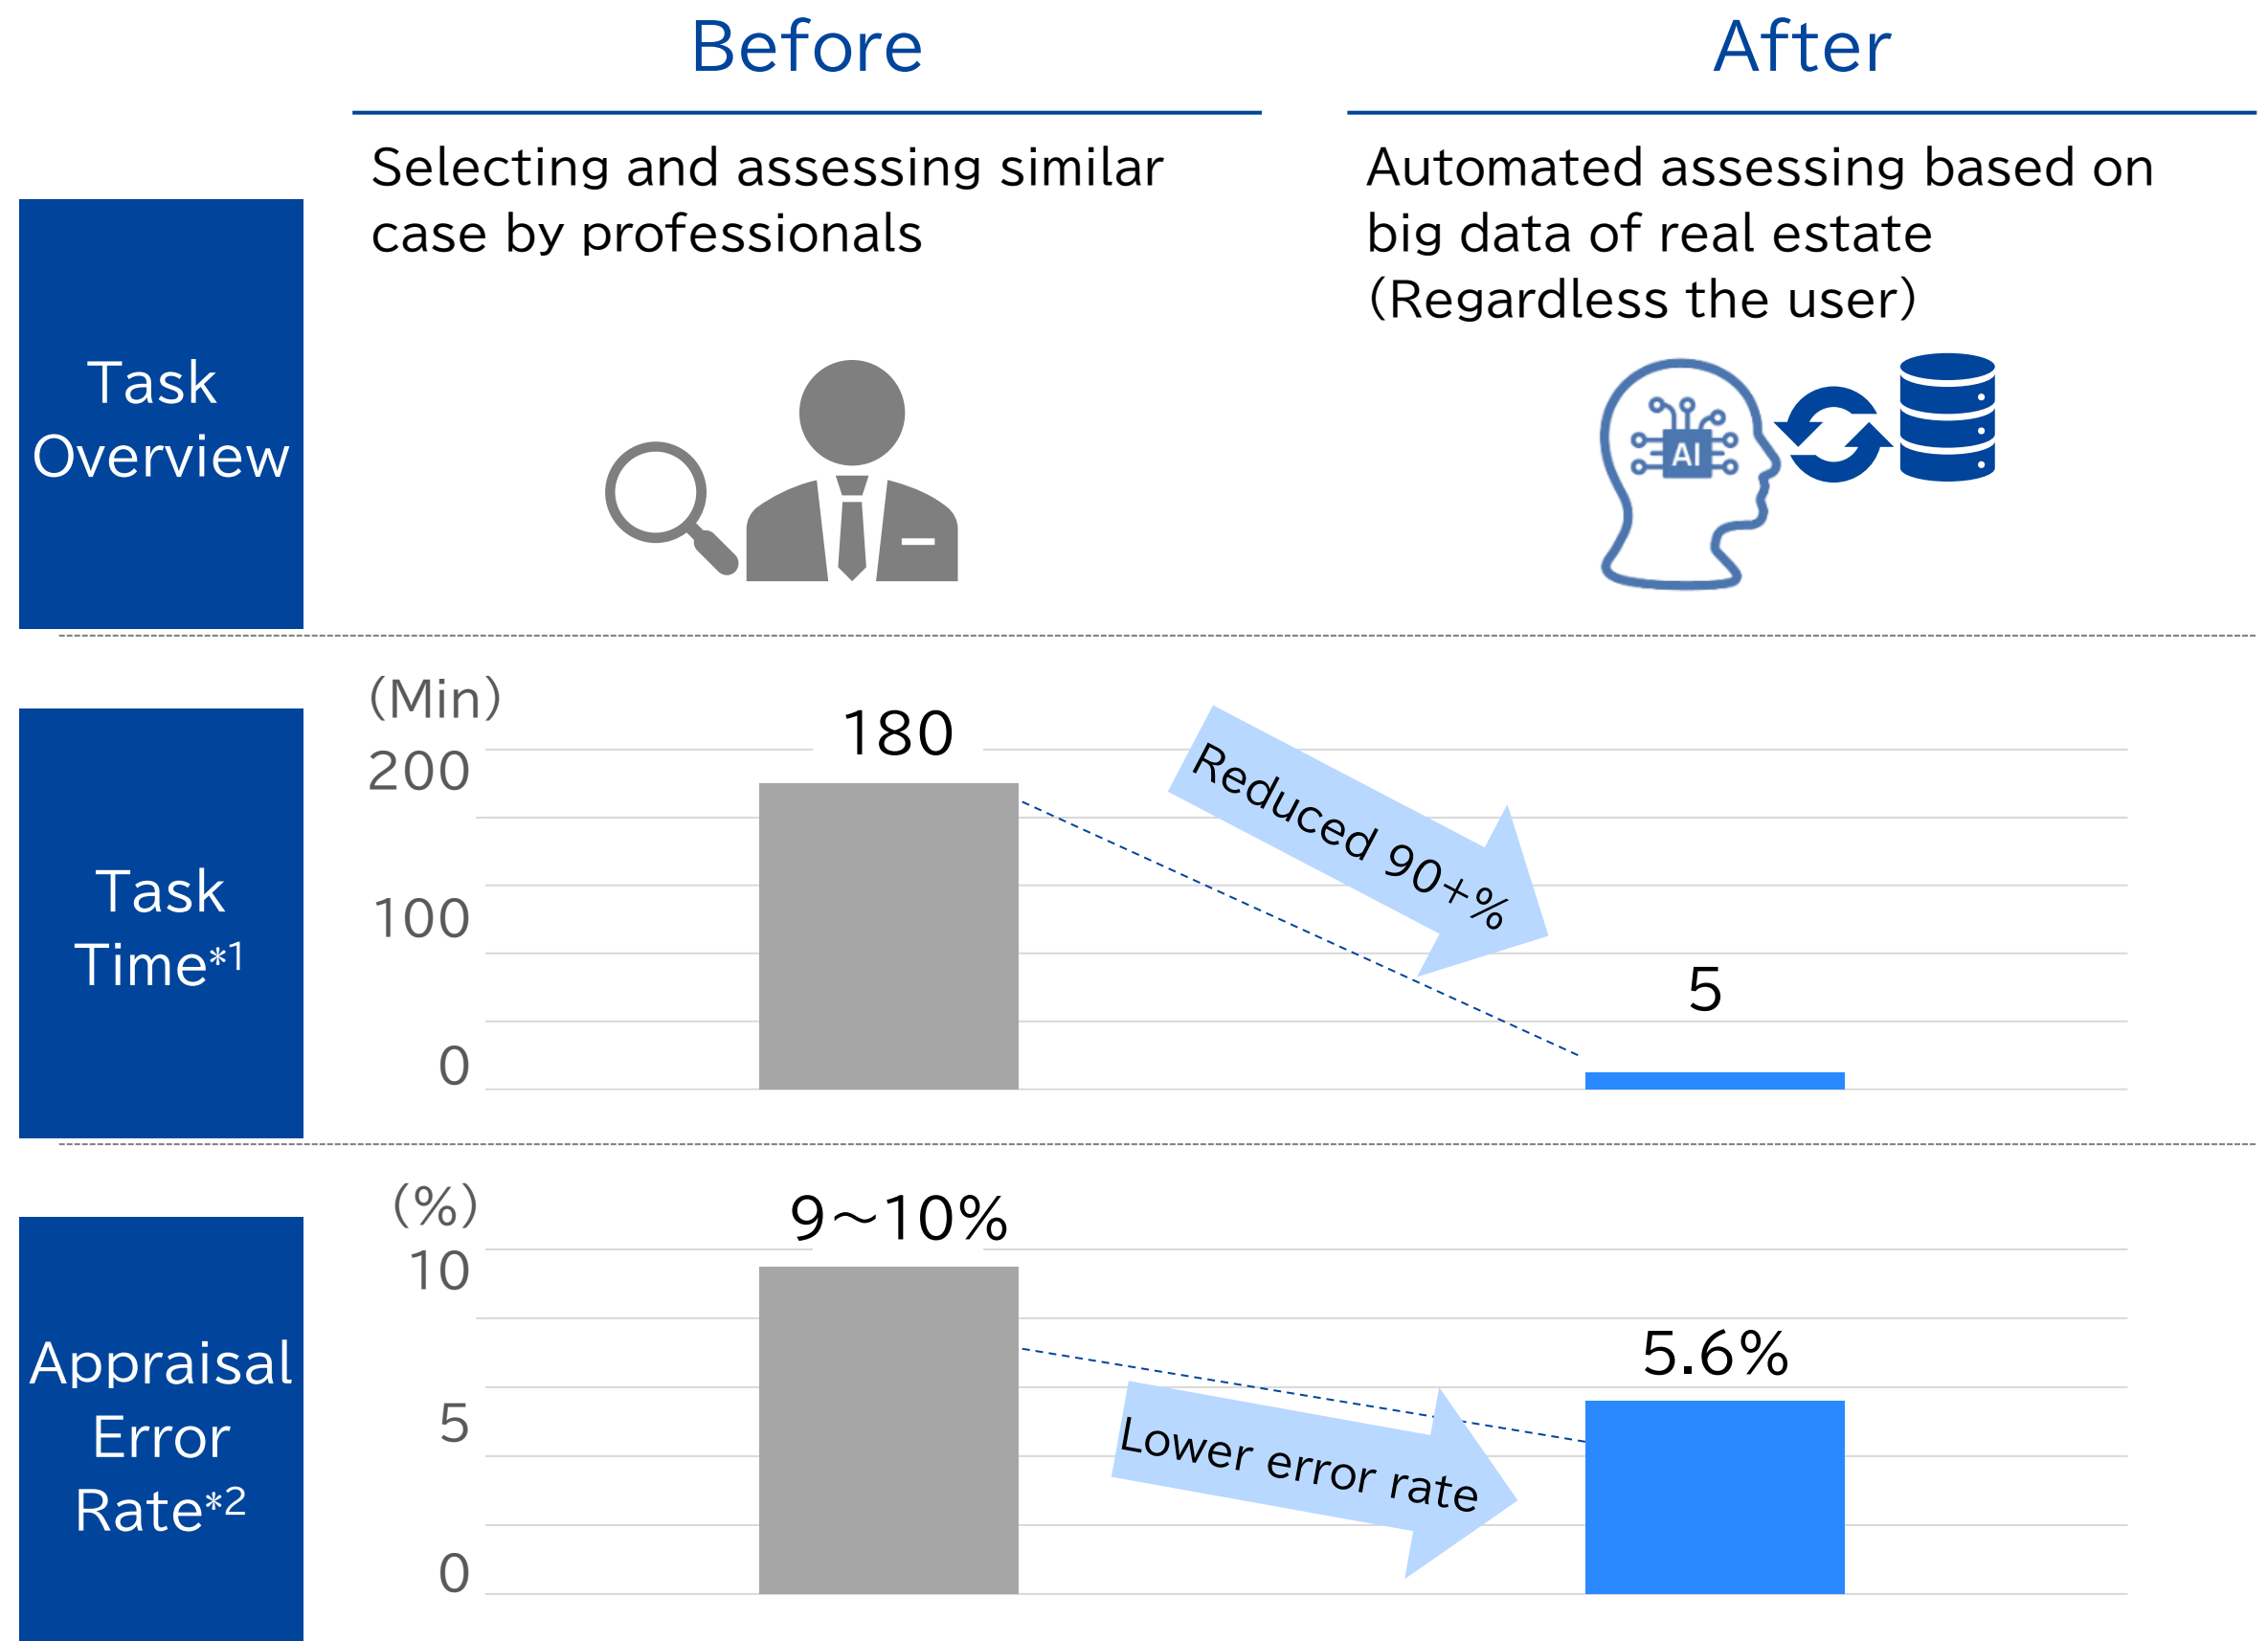 Before
After
Task
Overview
Selecting and assessing similar
case by professionals
Automated assessing based on
big data of real estate
(Regardless the user)
AI
Task
Time*1
(Min)
200
100
0
180
Reduced 90+%
5
Appraisal
Error
Rate*2
(%)
10
5
0
9~10%
Lower error rate
5.6%